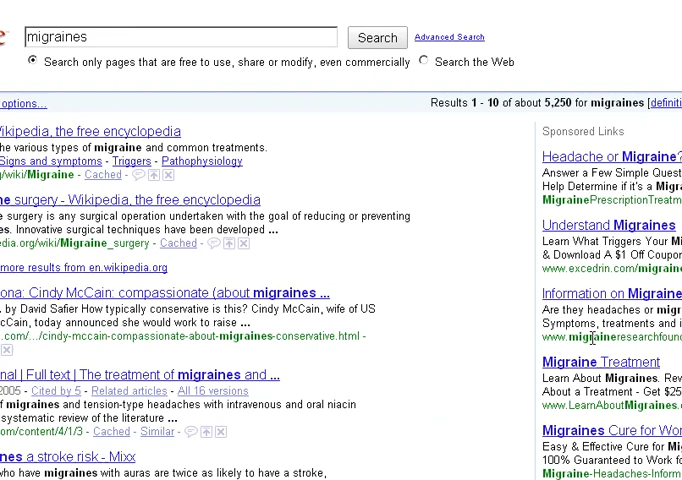 migraines Search Advanced Search
Search only pages that are free to use, share or modify, even commercially Search the Web
options... Results 1 - 10 of about 5,250 for migraines [definiti
Wikipedia, the free encyclopedia
the various types of migraine and common treatments.
Signs and symptoms - Triggers - Pathophysiology
g/wiki/Migraine - Cached -
ne surgery - Wikipedia, the free encyclopedia
e surgery is any surgical operation undertaken with the goal of reducing or preventing
es. Innovative surgical techniques have been developed ...
edia.org/wiki/Migraine_surgery - Cached -
more results from en.wikipedia.org
ona: Cindy McCain: compassionate (about migraines ...
. by David Safier How typically conservative is this? Cindy McCain, wife of US
cCain, today announced she would work to raise ...
.com/.../cindy-mccain-compassionate-about-migraines-conservative.html -
nal | Full text | The treatment of migraines and ...
2005 - Cited by 5 - Related articles - All 16 versions
f migraines and tension-type headaches with intravenous and oral niacin
systematic review of the literature ...
om/content/4/1/3 - Cached - Similar -
nes a stroke risk - Mixx
who have migraines with auras are twice as likely to have a stroke,
Sponsored Links
Headache or Migraine?
Answer a Few Simple Quest
Help Determine if it's a Migra
MigrainePrescriptionTreatm
Understand Migraines
Learn What Triggers Your Mi
& Download A $1 Off Coupo
www.excedrin.com/migraine
Information on Migraine
Are they headaches or migr
Symptoms, treatments and i
www.migraineresearchfound
Migraine Treatment
Learn About Migraines. Rev
About a Treatment - Get $25
www.LearnAboutMigraines.c
Migraines Cure for Wor
Easy & Effective Cure for Mi
100% Guaranteed to Work fo
Migraine-Headaches-Inform